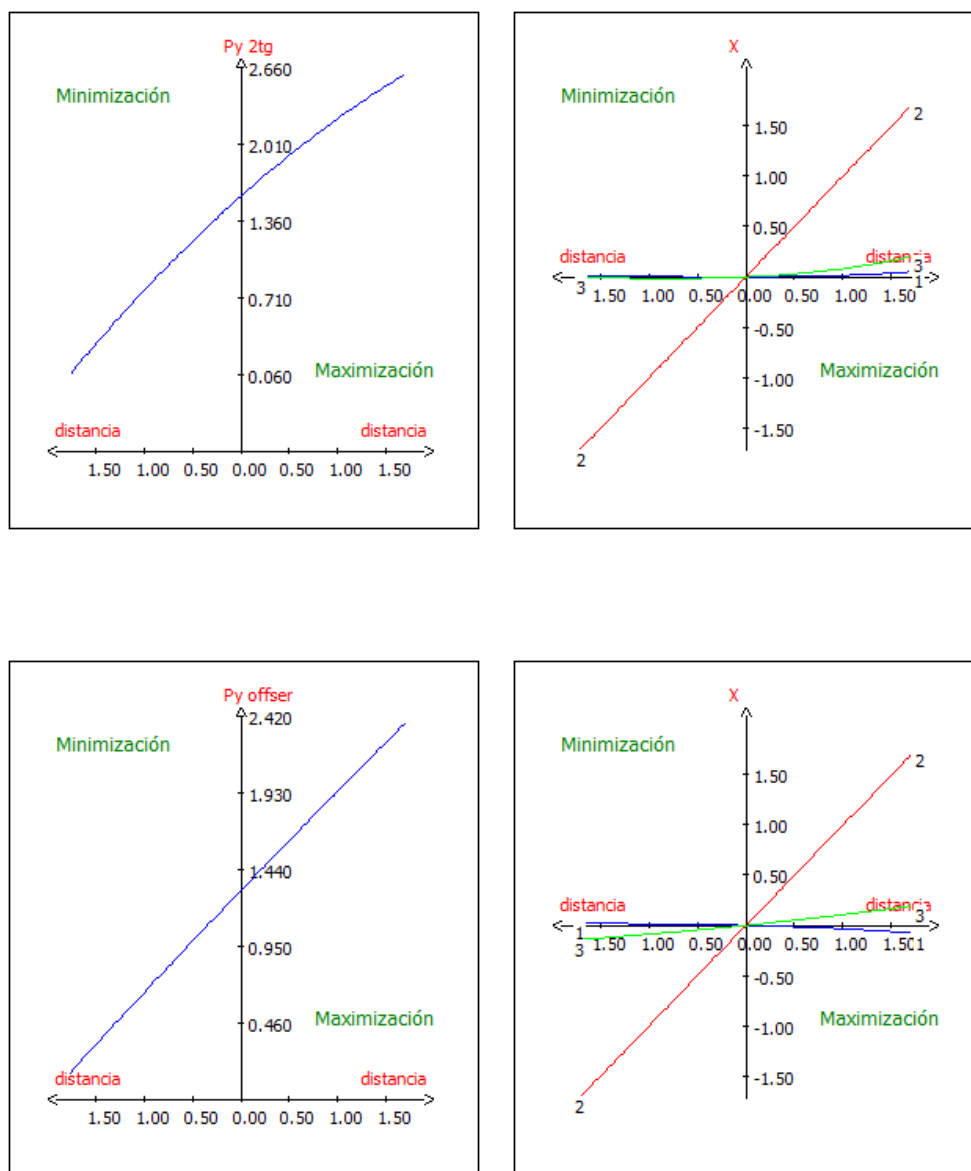 Py 2tg
2.660
Minimización
2.010
1.360
0.710
0.060
Maximización
distancia distancia
1.50 1.00 0.50 0.00 0.50 1.00 1.50
X
Minimización
1.50
2
1.00
0.50
distancia distancia
3
3 1.50 1.00 0.50 0.00 0.50 1.00 1.50 1
-0.50
Maximización
-1.00
-1.50
2
Py offser
2.420
Minimización
1.930
1.440
0.950
0.460
Maximización
distancia distancia
1.50 1.00 0.50 0.00 0.50 1.00 1.50
X
Minimización
2
1.50
1.00
0.50
distancia distancia
3
1
3 1.50 1.00 0.50 0.00 0.50 1.00 1.50 1
-0.50
-1.00
Maximización
-1.50
2